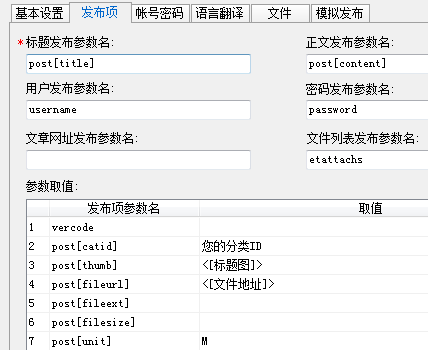 基本设置 发布项 帐号密码 语言翻译 文件 模拟发布
*标题发布参数名: 正文发布参数名:
post[title] post[content]
用户发布参数名: 密码发布参数名:
username password
文章网址发布参数名: 文件列表发布参数名:
etattachs
参数取值:
发布项参数名 取值
1 vercode
2 post[catid] 您的分类ID
3 post[thumb] <[标题图]>
4 post[fileurl] <[文件地址]>
5 post[fileext]
6 post[filesize]
7 post[unit] M